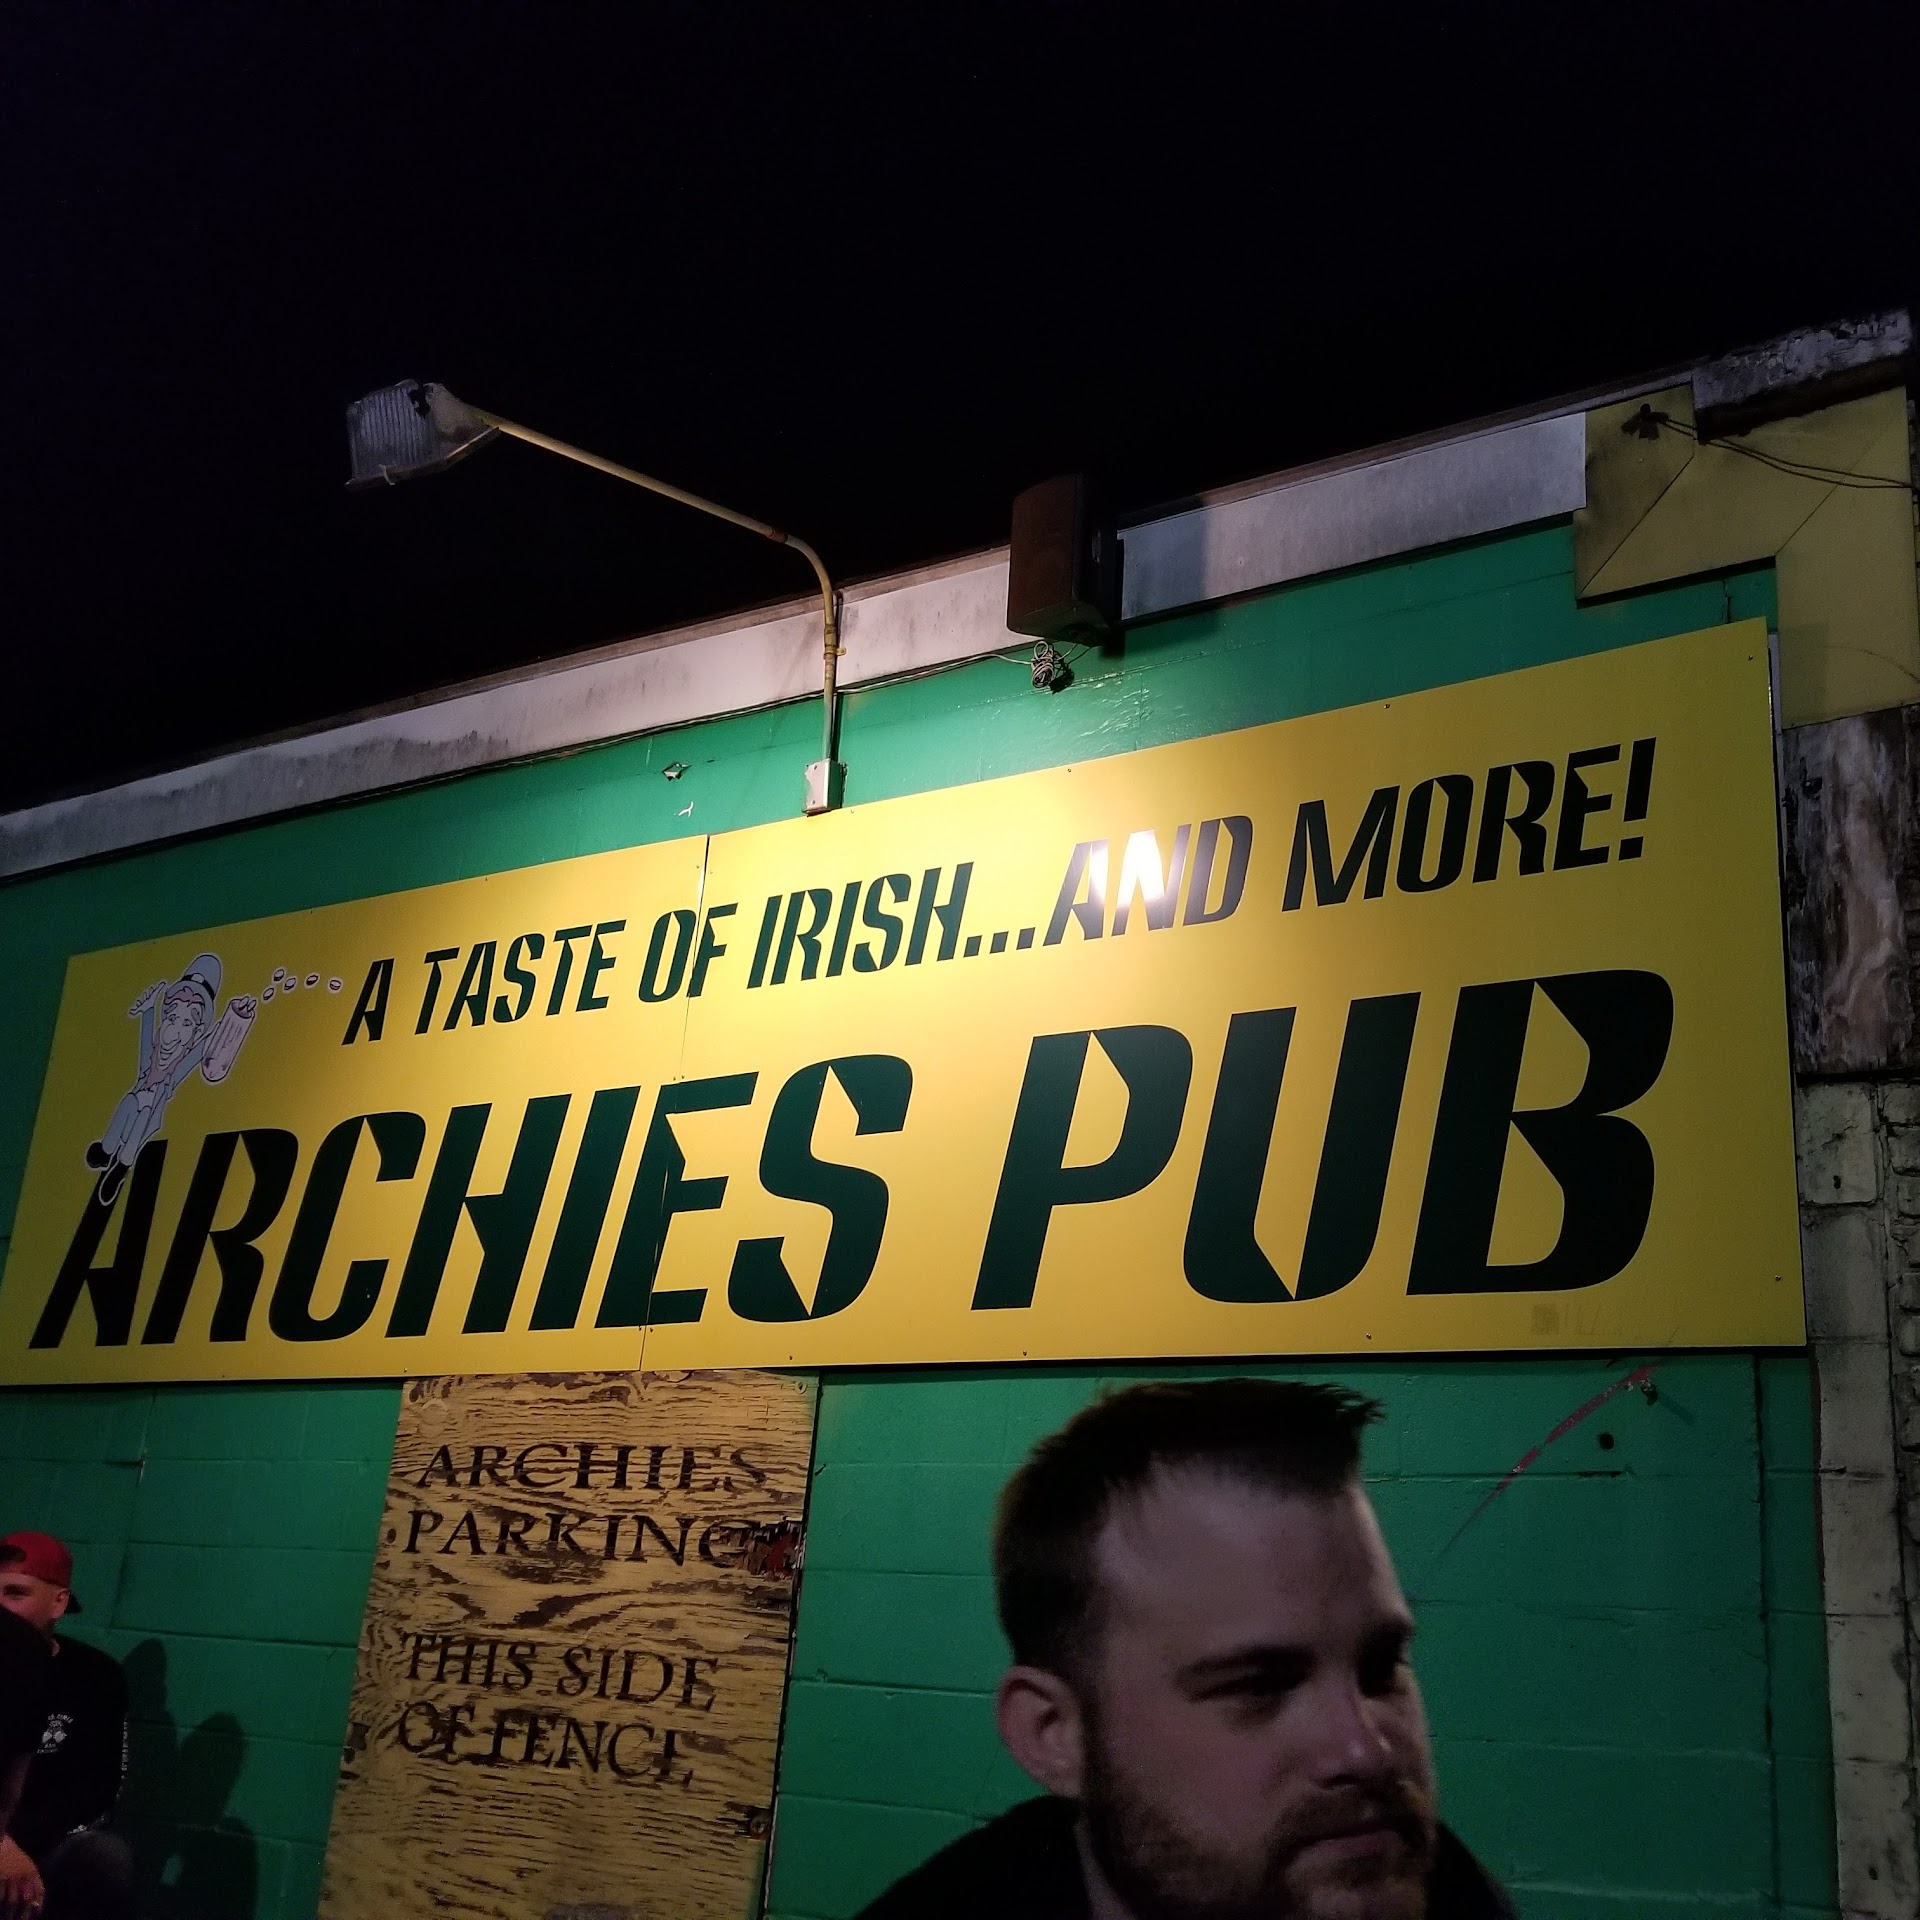 A TASTE OF IRISH...AND MORE!
ARCHIES PUB
ARCHIES
PARKING
THIS SIDE
OF FENCE